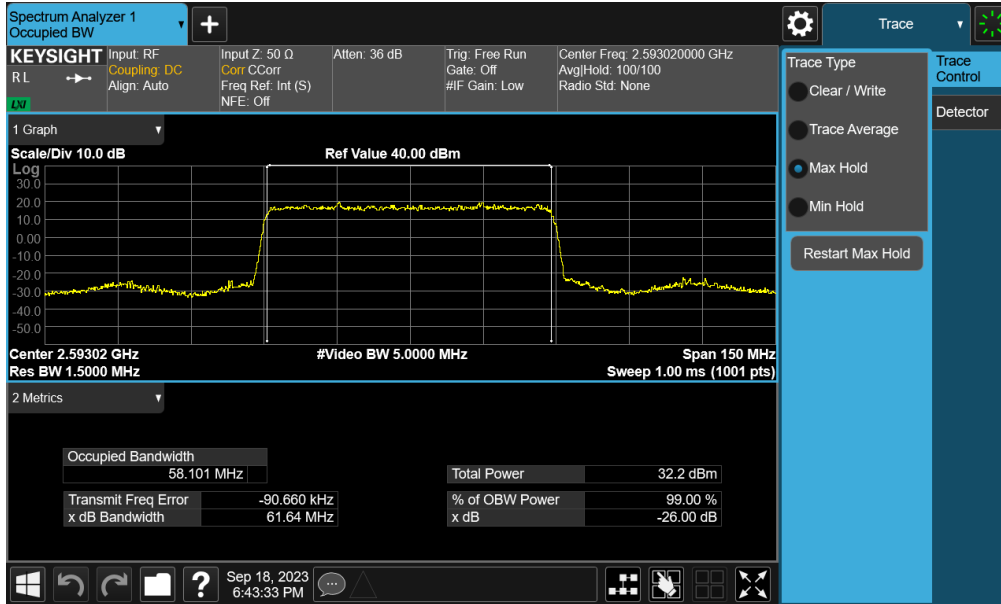 Spectrum Analyzer 1
Occupied BW
+
Trace
KEYSIGHT
RL
LXI
Input: RF
Coupling: DC
Align: Auto
Input Z: 50 Ω
Corr CCorr
Freq Ref: Int (S)
NFE: Off
Atten: 36 dB
Trig: Free Run
Gate: Off
#IF Gain: Low
Center Freq: 2.593020000 GHz
Avg|Hold: 100/100
Radio Std: None
Trace Type
Clear / Write
Trace Average
Max Hold
Min Hold
Restart Max Hold
Trace
Control
Detector
1 Graph
Scale/Div 10.0 dB
Ref Value 40.00 dBm
Log
30.0
20.0
10.0
0.00
-10.0
-20.0
-30.0
-40.0
-50.0
Center 2.59302 GHz
#Video BW 5.0000 MHz
Span 150 MHz
Res BW 1.5000 MHz
Sweep 1.00 ms (1001 pts)
2 Metrics
Occupied Bandwidth
58.101 MHz
Total Power 32.2 dBm
Transmit Freq Error -90.660 kHz
% of OBW Power 99.00 %
x dB Bandwidth 61.64 MHz
x dB -26.00 dB
?
Sep 18, 2023
6:43:33 PM